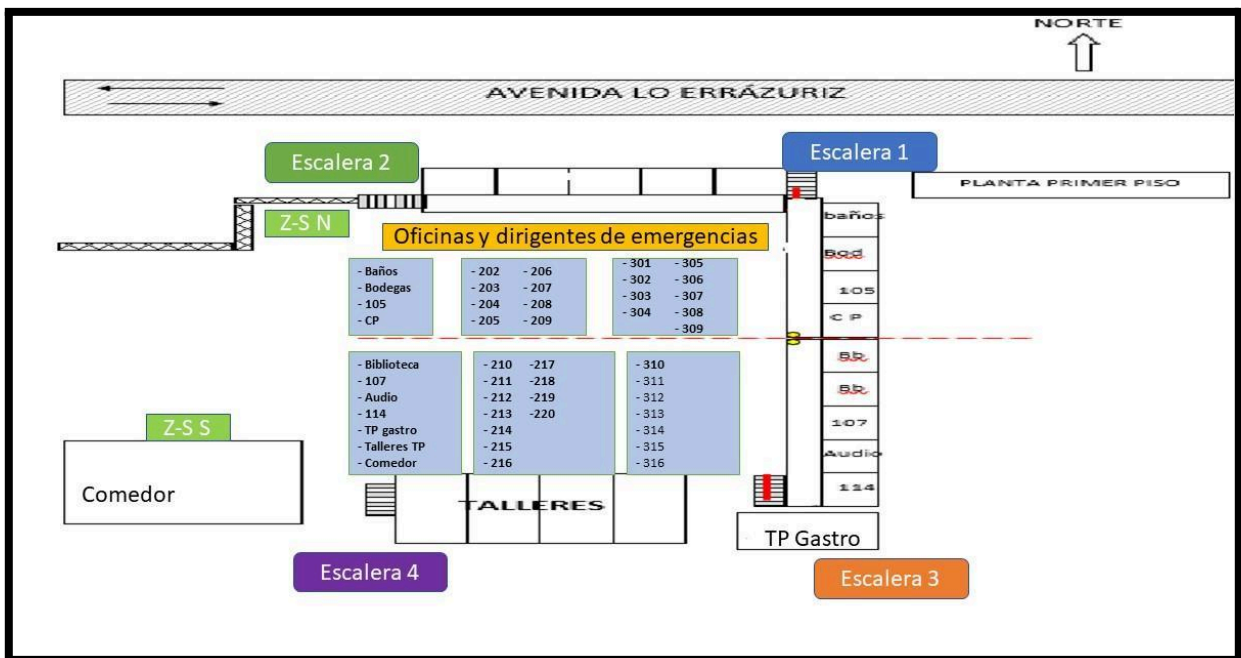 NORTE
AVENIDA LO ERRÁZURIZ
Escalera 2
Escalera 1
PLANTA PRIMER PISO
Z-S N
Oficinas y dirigentes de emergencias
- Baños
- Bodegas
- 105
- CP
- 202 - 206
- 203 - 207
- 204 - 208
- 205 - 209
- 301 - 305
- 302 - 306
- 303 - 307
- 304 - 308
- 309
baños
Bod
105
C P
Bb
Bb
107
Audio
114
- Biblioteca
- 107
- Audio
- 114
- TP gastro
- Talleres TP
- Comedor
- 210 -217
- 211 -218
- 212 -219
- 213 -220
- 214
- 215
- 216
- 310
- 311
- 312
- 313
- 314
- 315
- 316
Z-S S
Comedor
TALLERES
TP Gastro
Escalera 4
Escalera 3